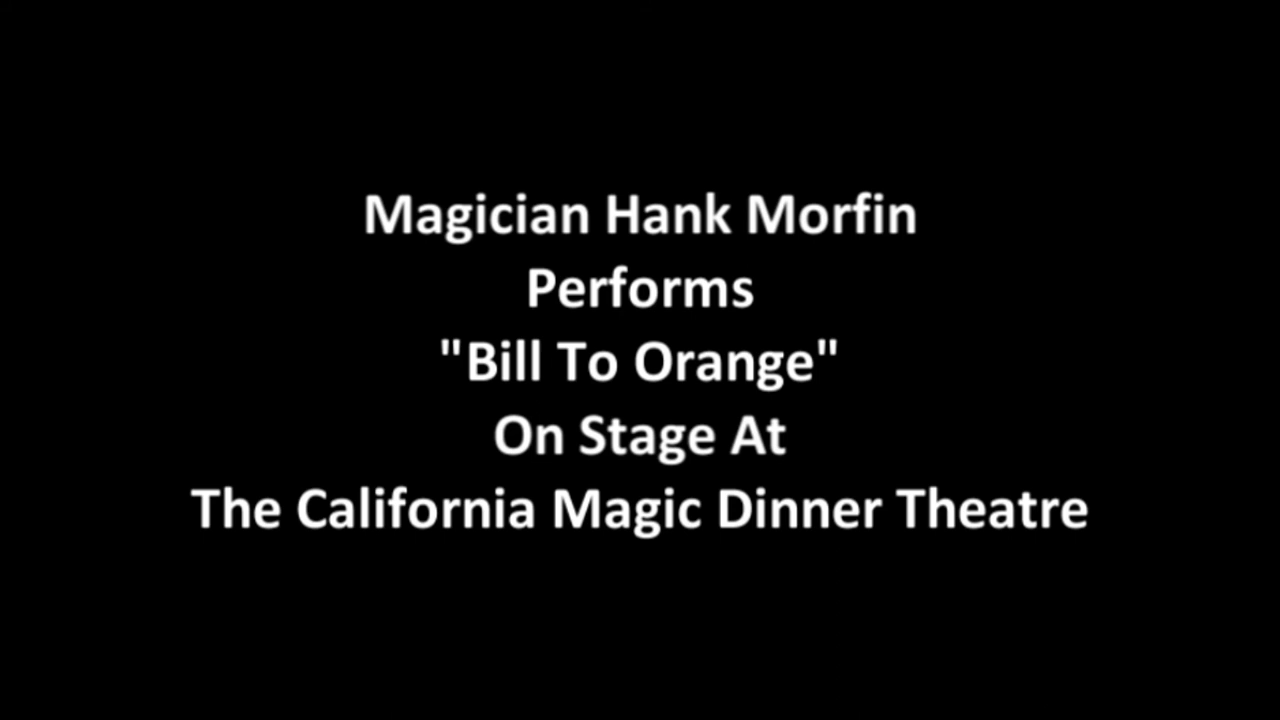 Magician Hank Morfin
Performs
"Bill To Orange"
On Stage At
The California Magic Dinner Theatre